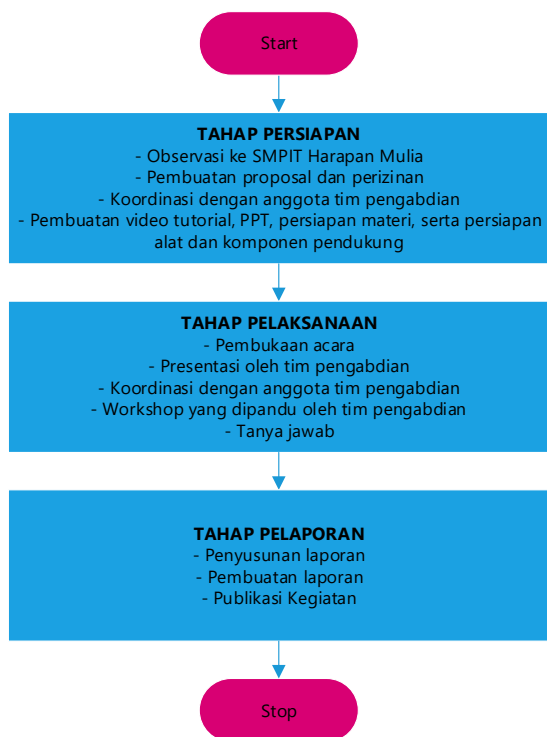 Start
TAHAP PERSIAPAN
- Observasi ke SMPIT Harapan Mulia
- Pembuatan proposal dan perizinan
- Koordinasi dengan anggota tim pengabdian
- Pembuatan video tutorial, PPT, persiapan materi, serta persiapan
alat dan komponen pendukung
TAHAP PELAKSANAAN
- Pembukaan acara
- Presentasi oleh tim pengabdian
- Koordinasi dengan anggota tim pengabdian
- Workshop yang dipandu oleh tim pengabdian
- Tanya jawab
TAHAP PELAPORAN
- Penyusunan laporan
- Pembuatan laporan
- Publikasi Kegiatan
Stop